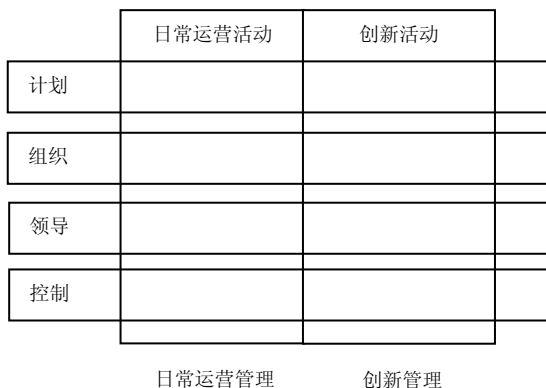 日常运营活动 创新活动
计划
组织
领导
控制
日常运营管理 创新管理